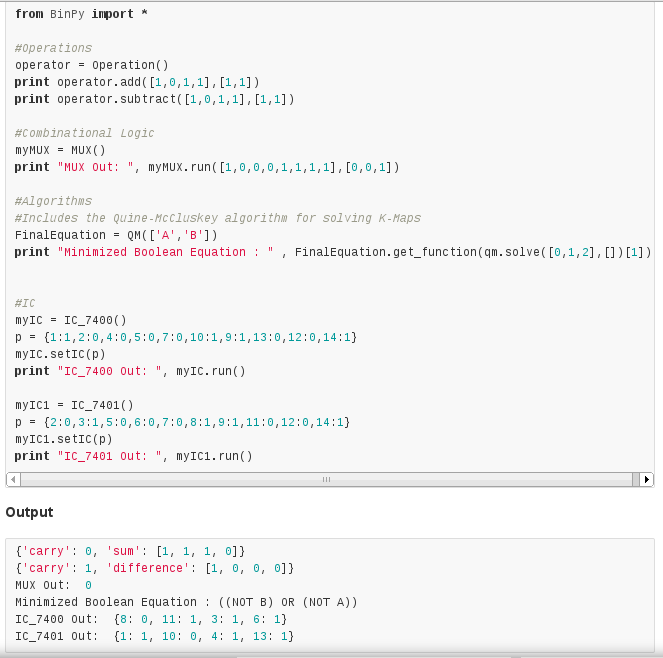 from BinPy import *
#Operations
operator = Operation()
print operator.add([1,0,1,1],[1,1])
print operator.subtract([1,0,1,1],[1,1])
#Combinational Logic
myMUX = MUX()
print "MUX Out: ", myMUX.run([1,0,0,0,1,1,1,1],[0,0,1])
#Algorithms
#Includes the Quine-McCluskey algorithm for solving K-Maps
FinalEquation = QM(['A','B'])
print "Minimized Boolean Equation : " , FinalEquation.get_function(qm.solve([0,1,2],[])[1])
#IC
myIC = IC_7400()
p = {1:1,2:0,4:0,5:0,7:0,10:1,9:1,13:0,12:0,14:1}
myIC.setIC(p)
print "IC_7400 Out: ", myIC.run()
myIC1 = IC_7401()
p = {2:0,3:1,5:0,6:0,7:0,8:1,9:1,11:0,12:0,14:1}
myIC1.setIC(p)
print "IC_7401 Out: ", myIC1.run()
Output
{'carry': 0, 'sum': [1, 1, 1, 0]}
{'carry': 1, 'difference': [1, 0, 0, 0]}
MUX Out:  0
Minimized Boolean Equation : ((NOT B) OR (NOT A))
IC_7400 Out:  {8: 0, 11: 1, 3: 1, 6: 1}
IC_7401 Out:  {1: 1, 10: 0, 4: 1, 13: 1}